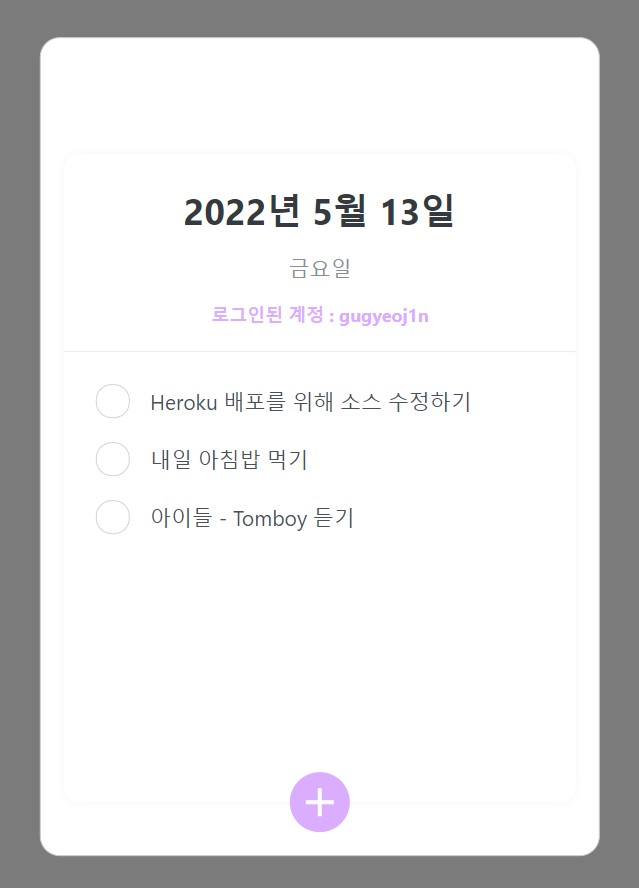 2022년 5월 13일
금요일
로그인된 계정 : gugyeoj1n
Heroku 배포를 위해 소스 수정하기
내일 아침밥 먹기
아이들 - Tomboy 듣기